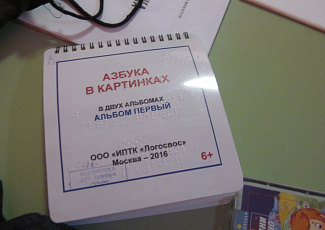 АЗБУКА
В КАРТИНКАХ
В ДВУХ АЛЬБОМАХ
АЛЬБОМ ПЕРВЫЙ
ООО «ИПТК «Логосвос»
Москва – 2016
6+